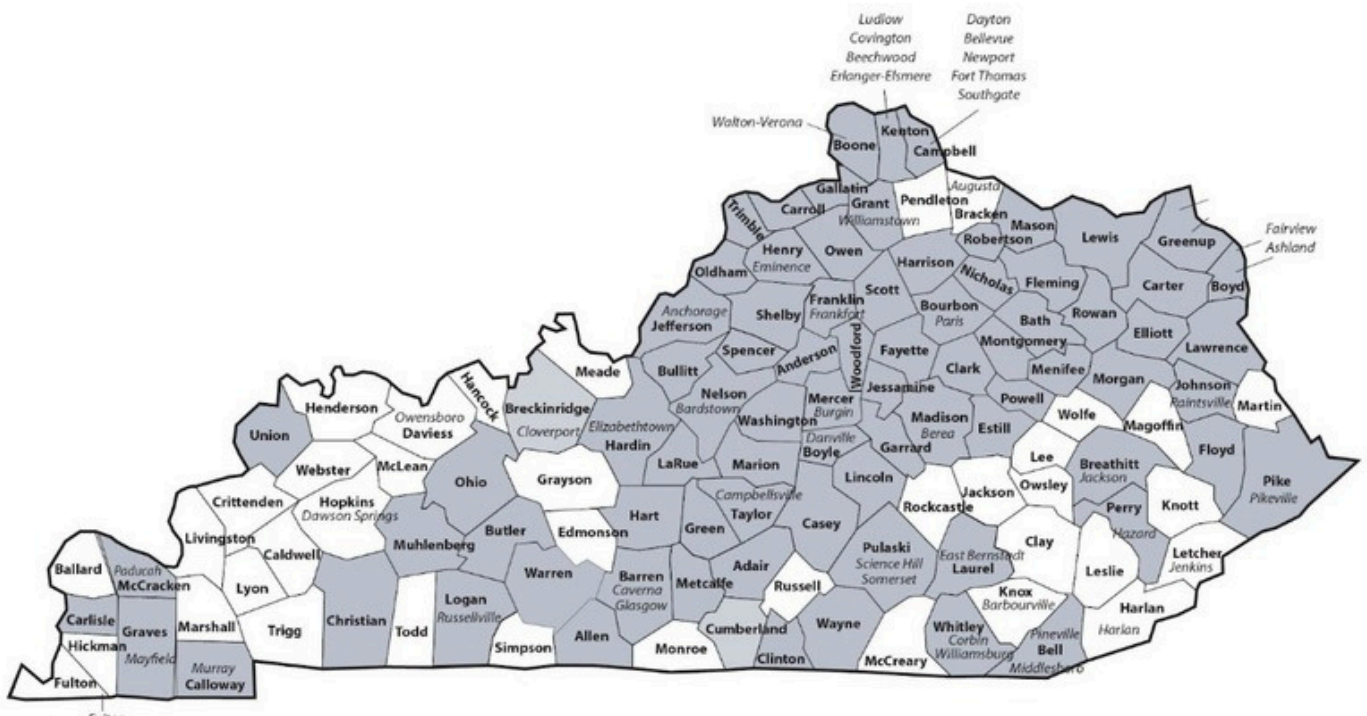 Ludlow
Covington
Beechwood
Erlanger-Elsmere
Dayton
Bellevue
Newport
Fort Thomas
Southgate
Walton-Verona
Boone
Kenton
Campbell
Gallatin
Carroll
Trimble
Grant
Williamstown
Pendleton
Augusta
Bracken
Mason
Robertson
Lewis
Greenup
Fairview
Ashland
Henry
Eminence
Owen
Oldham
Harrison
Nicholas
Fleming
Carter
Boyd
Scott
Franklin
Frankfort
Anchorage
Jefferson
Shelby
Bourbon
Paris
Bath
Rowan
Elliott
Lawrence
Woodford
Montgomery
Spencer
Anderson
Fayette
Clark
Menifee
Morgan
Meade
Bullitt
Nelson
Bardstown
Johnson
Paintsville
Martin
Hancock
Breckinridge
Cloverport
Henderson
Owensboro
Daviess
Elizabethtown
Hardin
Washington
Mercer
Burgin
Jessamine
Madison
Berea
Powell
Estill
Wolfe
Magoffin
Floyd
Union
Webster
McLean
Ohio
Grayson
LaRue
Marion
Danville
Boyle
Garrard
Lincoln
Lee
Breathitt
Jackson
Owsley
Jackson
Rockcastle
Pike
Pikeville
Crittenden
Hopkins
Dawson Springs
Livingston
Caldwell
Muhlenberg
Butler
Edmonson
Hart
Green
Campbellsville
Taylor
Casey
Pulaski
Science Hill
Somerset
East Bernstadt
Laurel
Clay
Perry
Hazard
Knott
Letcher
Jenkins
Leslie
Harlan
Harlan
Ballard
Paducah
McCracken
Lyon
Warren
Barren
Caverna
Glasgow
Metcalfe
Adair
Russell
Knox
Barbourville
Carlisle
Graves
Mayfield
Marshall
Trigg
Christian
Todd
Logan
Russellville
Simpson
Allen
Monroe
Cumberland
Clinton
Wayne
McCreary
Whitley
Corbin
Williamsburg
Pineville
Bell
Middlesboro
Hickman
Fulton
Murray
Calloway